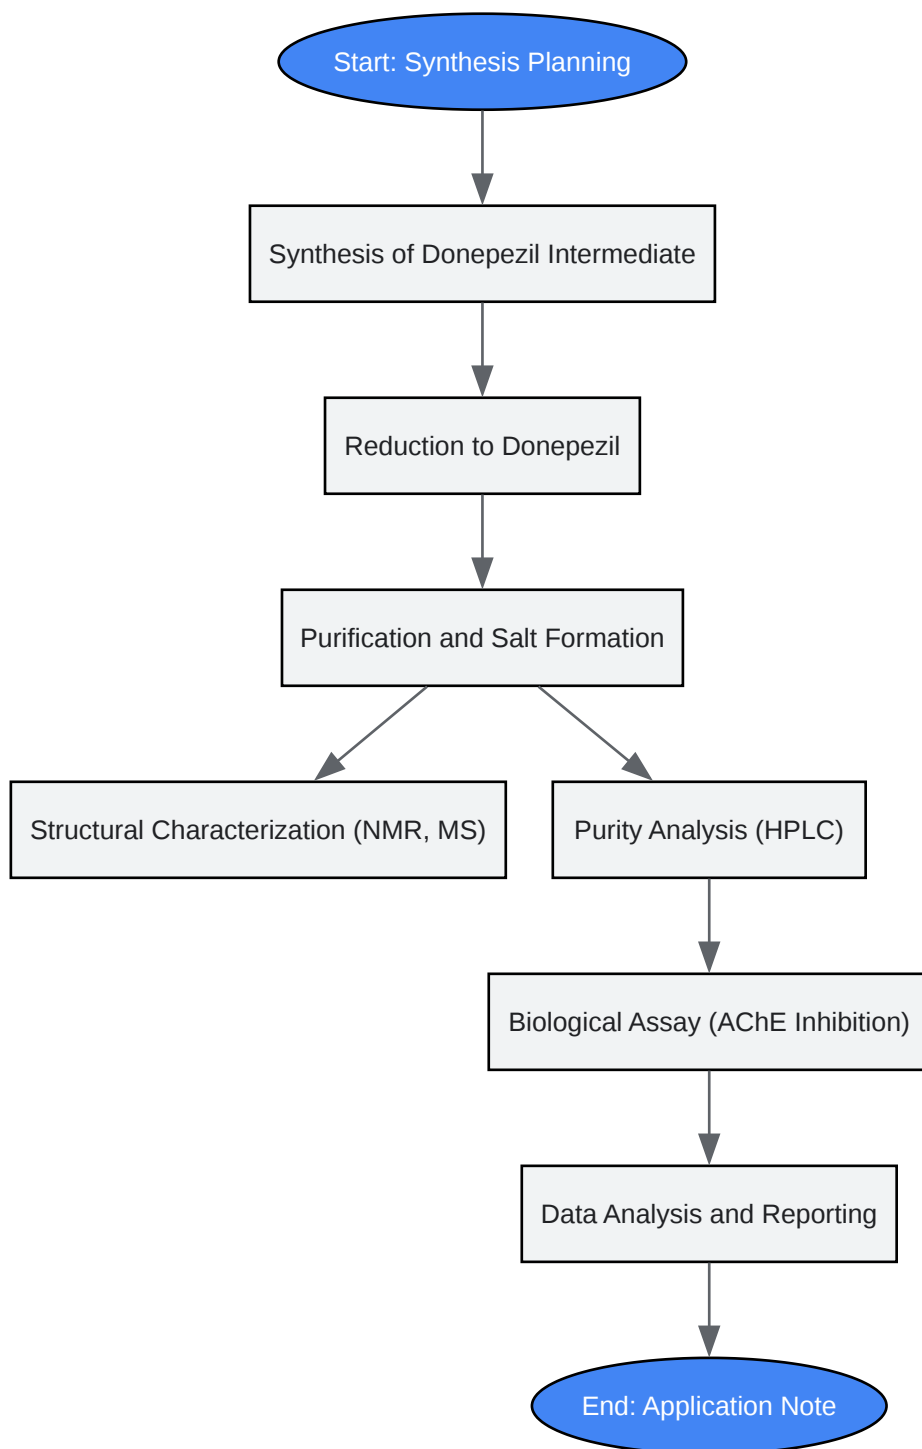 Start: Synthesis Planning
Synthesis of Donepezil Intermediate
Reduction to Donepezil
Purification and Salt Formation
Structural Characterization (NMR, MS)
Purity Analysis (HPLC)
Biological Assay (AChE Inhibition)
Data Analysis and Reporting
End: Application Note